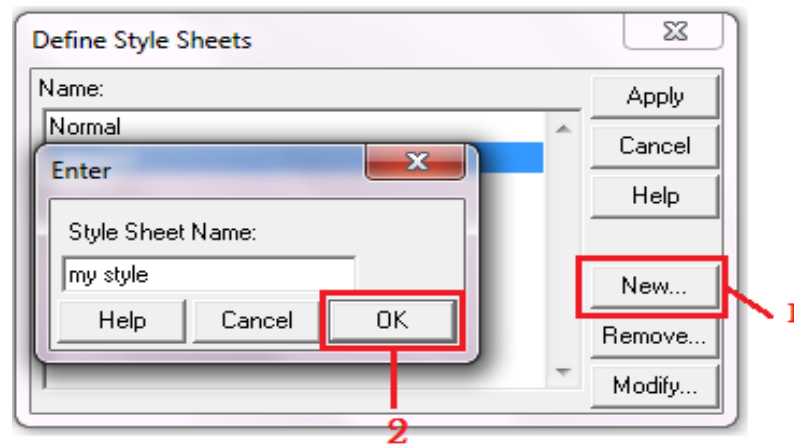 Define Style Sheets
Name:
Normal
Apply
Cancel
Help
New...
Remove...
Modify...
Enter
Style Sheet Name:
my style
Help Cancel OK
1
2